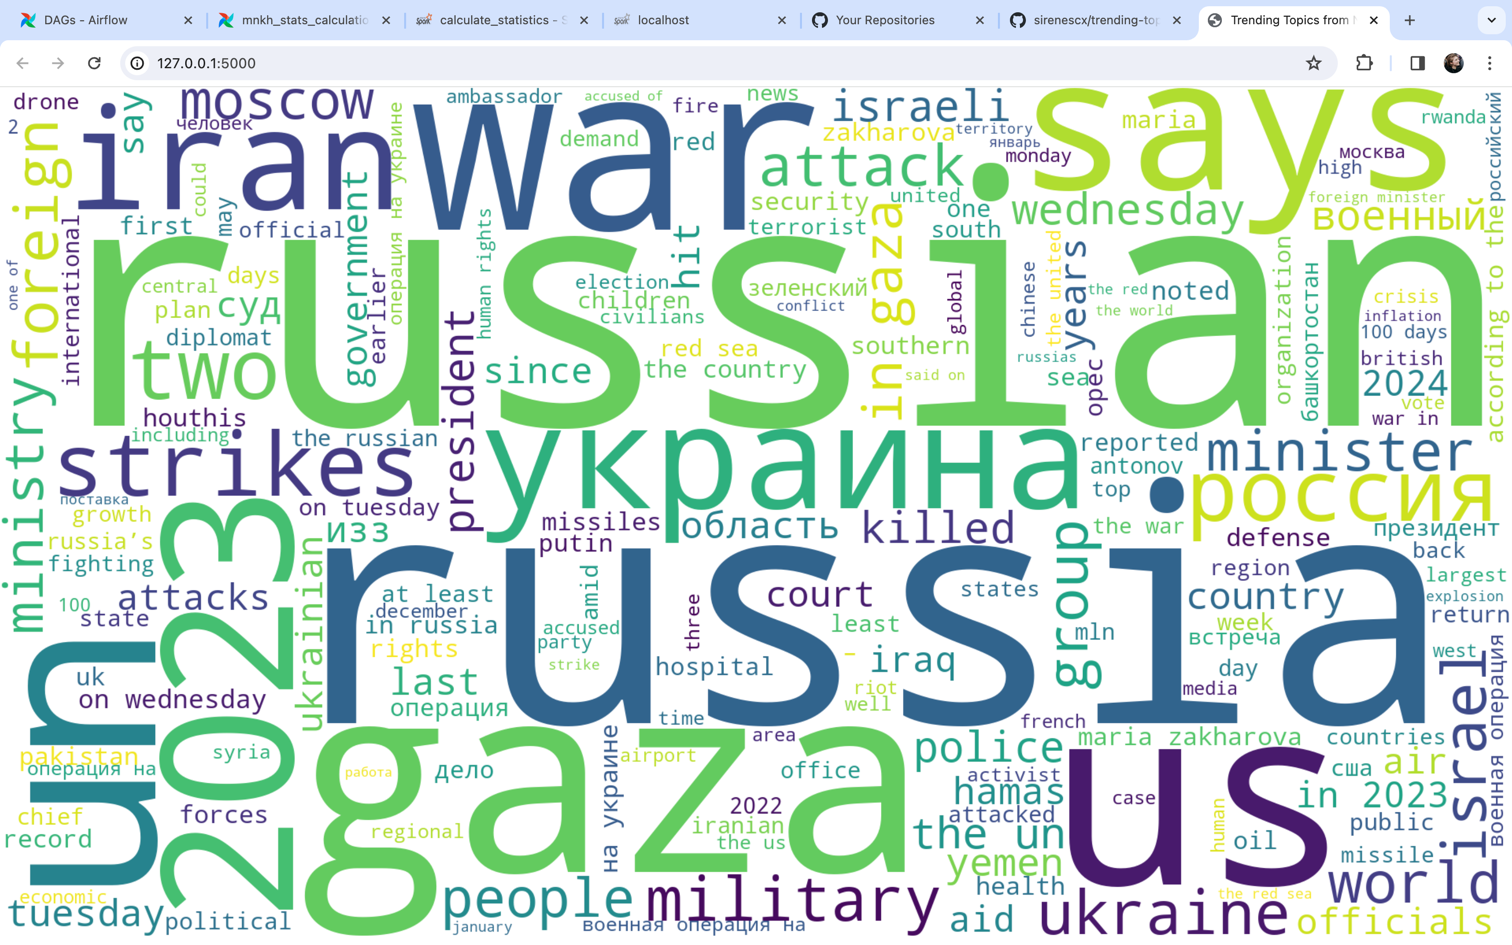 DAGs - Airflow
mnkh_stats_calculatio
calculate_statistics - S
localhost
Your Repositories
sirenescx/trending-top
Trending Topics from N
127.0.0.1:5000
drone
say
moscow
ambassador
accused of
fire
news
israeli
says
maria
rwanda
российский
2
человек
iran
war
demand
red
zakharova
territory
январь
monday
москва
high
foreign
could
операция на украине
attack
foreign minister
first
may
official
government
security
united
one
wednesday
военный
terrorist
south
international
human rights
hit
in gaza
according to the
one of
russian
central
days
plan
суд
earlier
election
children
civilians
зеленский
conflict
global
chinese
the united
years
the red
noted
the world
organization
башкортостан
crisis
inflation
100 days
diplomat
two
president
since
red sea
the country
southern
said on
russias
sea
opec
british
2024
vote
war in
houthis
including
the russian
ministry
strikes
украина
reported
antonov
top
minister
россия
поставка
growth
on tuesday
изз
missiles
putin
область
killed
the war
президент
russia’s
fighting
defense
back
2023
ukrainian
russia
group
region
largest
explosion
100
attacks
state
at least
december
in russia
amid
three
court
states
country
return
rights
accused
party
strike
least
mln
week
встреча
un
uk
on wednesday
last
операция
hospital
–
iraq
riot
well
day
media
west
israel
военная операция
time
french
pakistan
операция на
syria
gaza
работа
дело
на украине
airport
area
office
police
maria zakharova
countries
activist
hamas
attacked
us
case
сша
air
in 2023
chief
record
forces
regional
2022
iranian
the us
the un
human
oil
public
yemen
missile
economic
tuesday
political
people
military
health
aid
the red sea
world
january
военная операция на
ukraine
officials